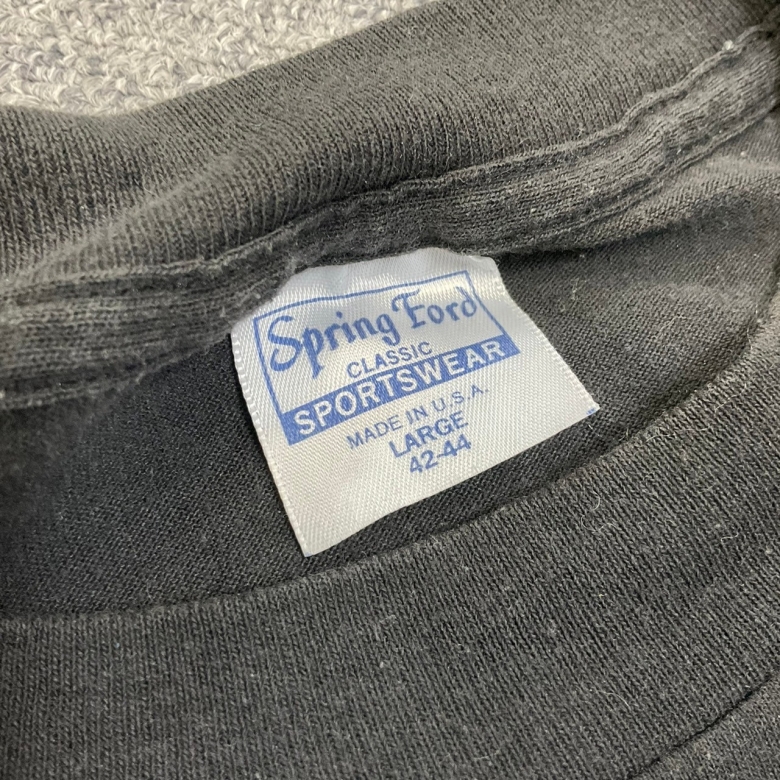 Spring Ford
CLASSIC
SPORTSWEAR
MADE IN U.S.A.
LARGE
42-44